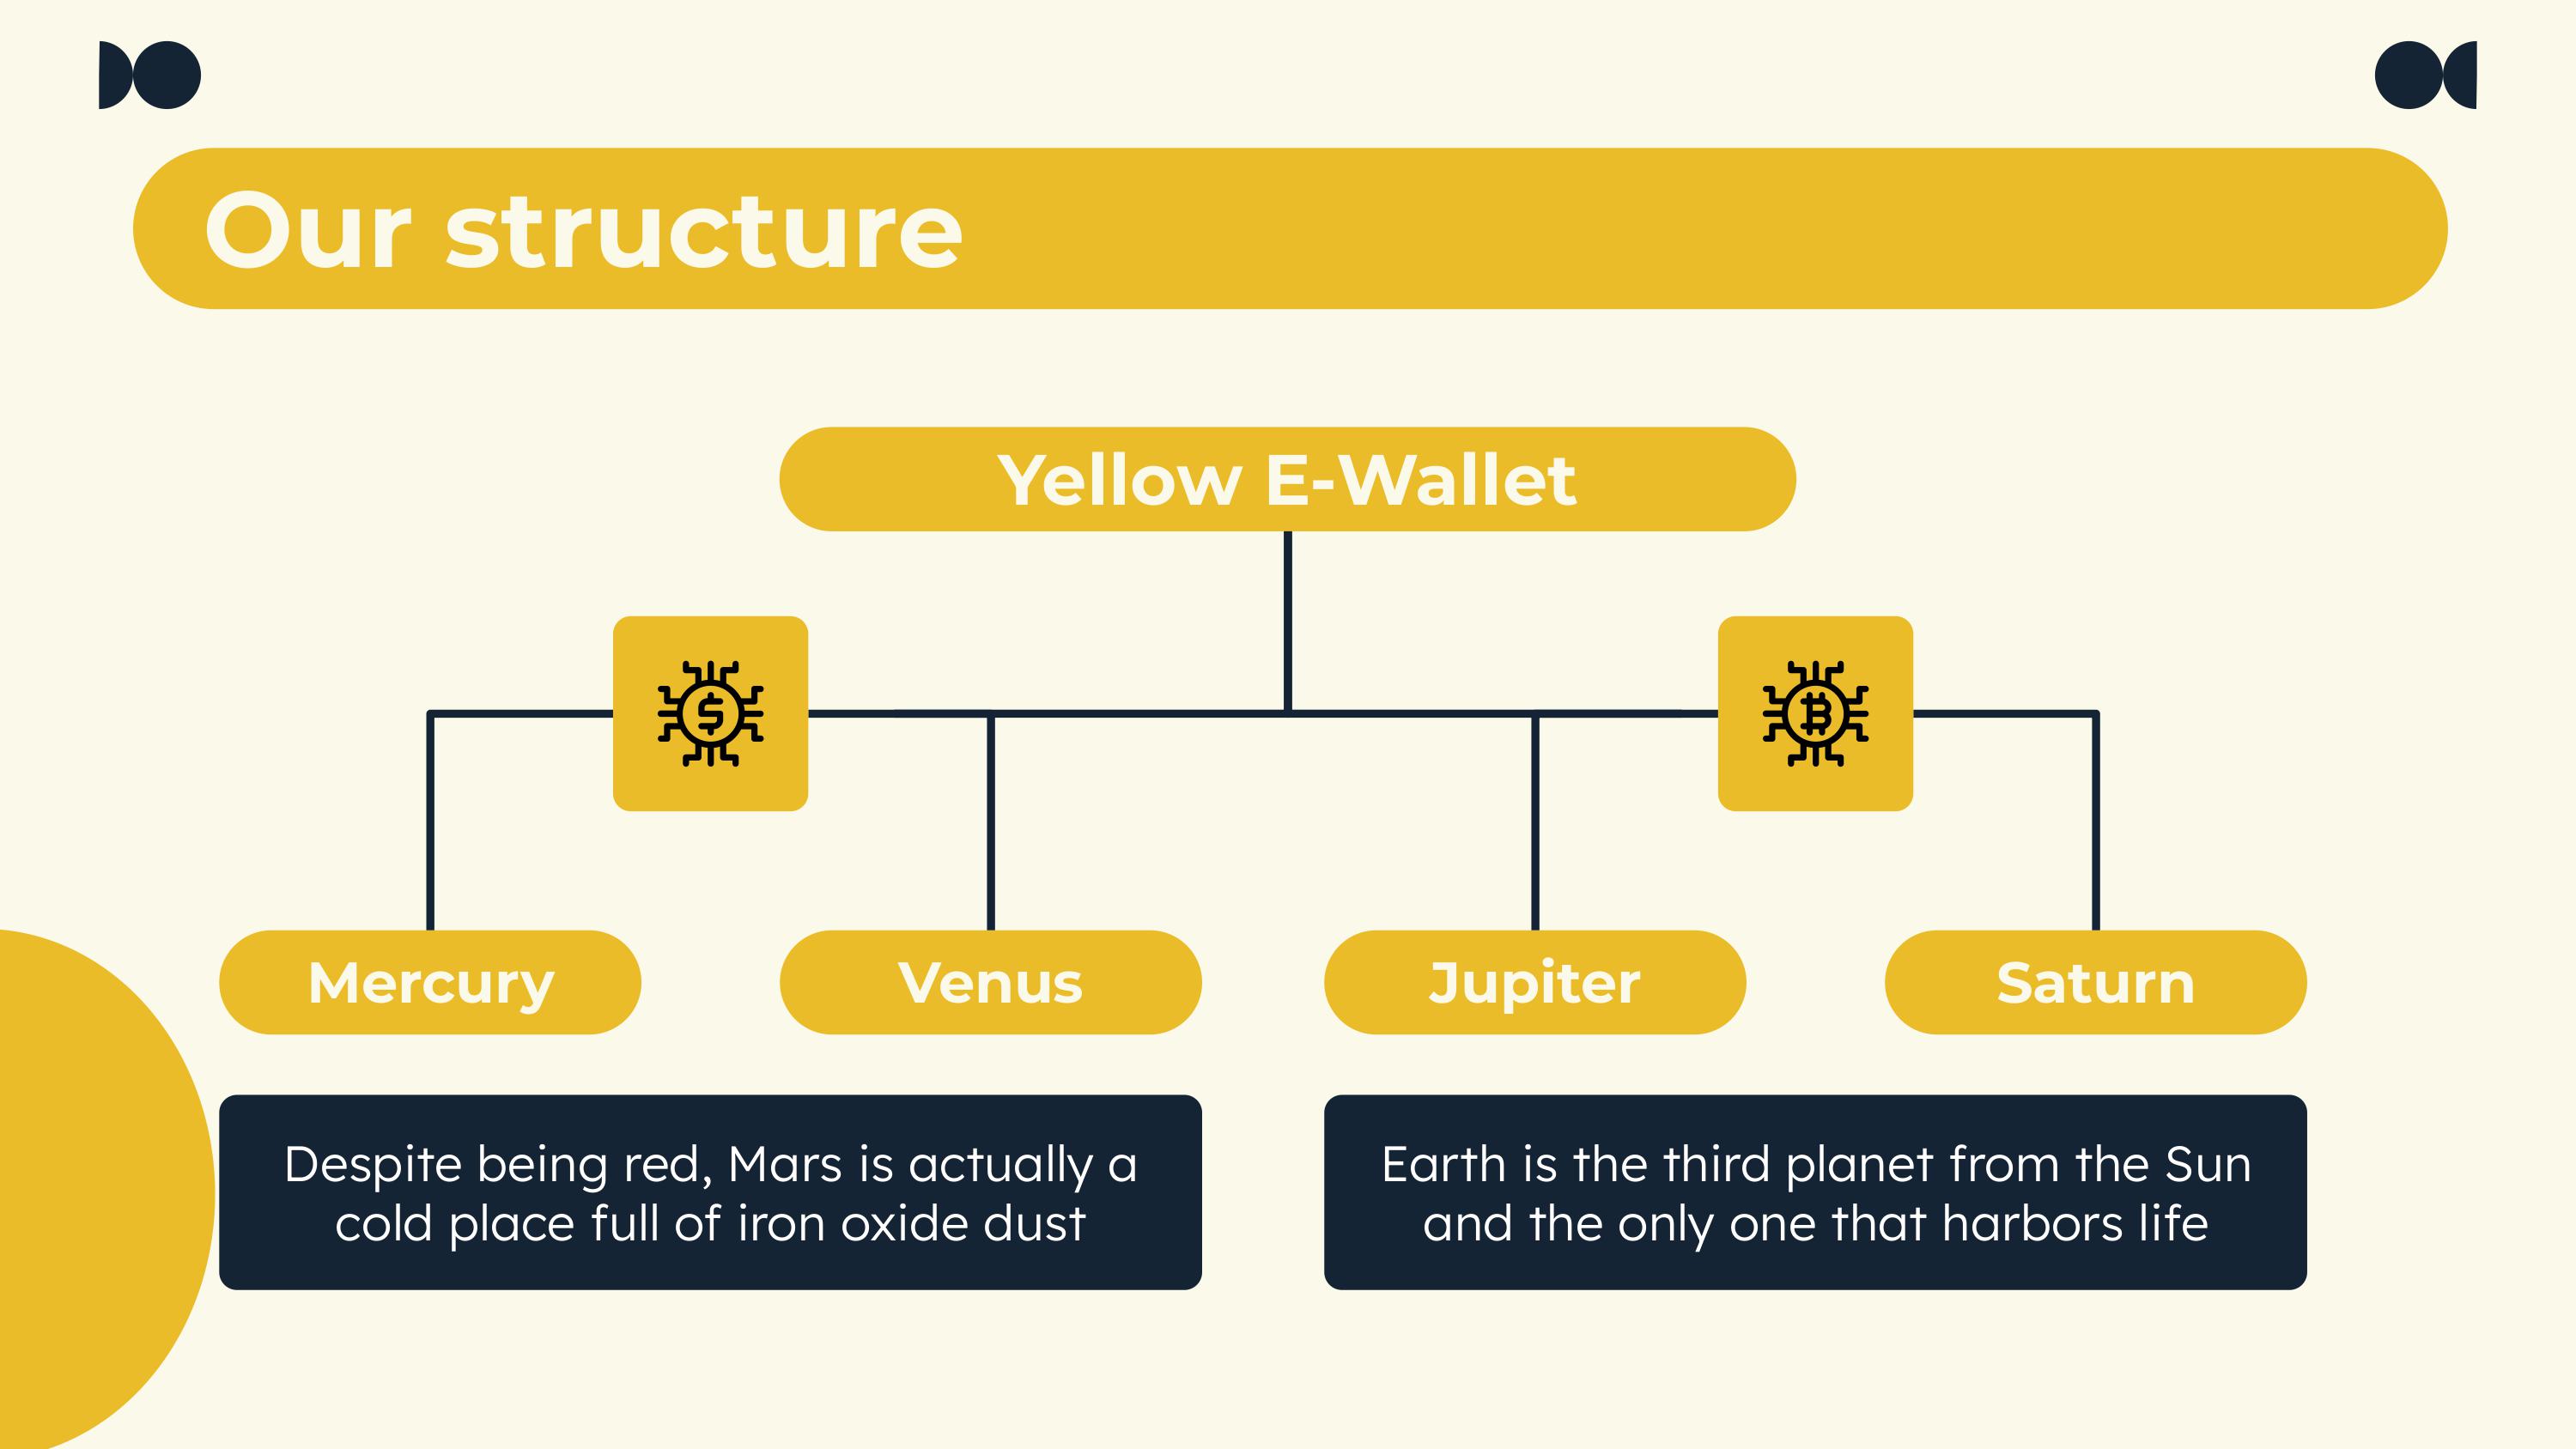 Our structure
Yellow E-Wallet
Mercury
Venus
Jupiter
Saturn
Despite being red, Mars is actually a
cold place full of iron oxide dust
Earth is the third planet from the Sun
and the only one that harbors life